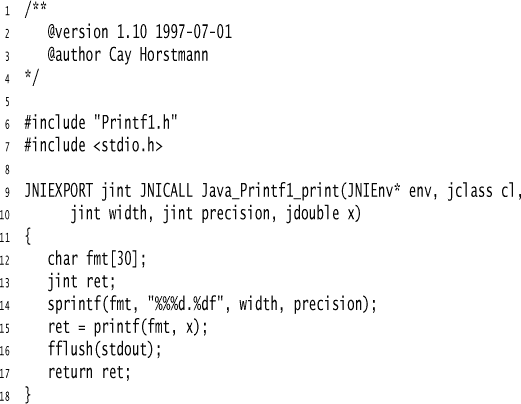 1 /**
2 @version 1.10 1997-07-01
3 @author Cay Horstmann
4 */
5
6 #include "Printf1.h"
7 #include <stdio.h>
8
9 JNIEXPORT jint JNICALL Java_Printf1_print(JNIEnv* env, jclass cl,
10 jint width, jint precision, jdouble x)
11 {
12 char fmt[30];
13 jint ret;
14 sprintf(fmt, "%%%d.%df", width, precision);
15 ret = printf(fmt, x);
16 fflush(stdout);
17 return ret;
18 }